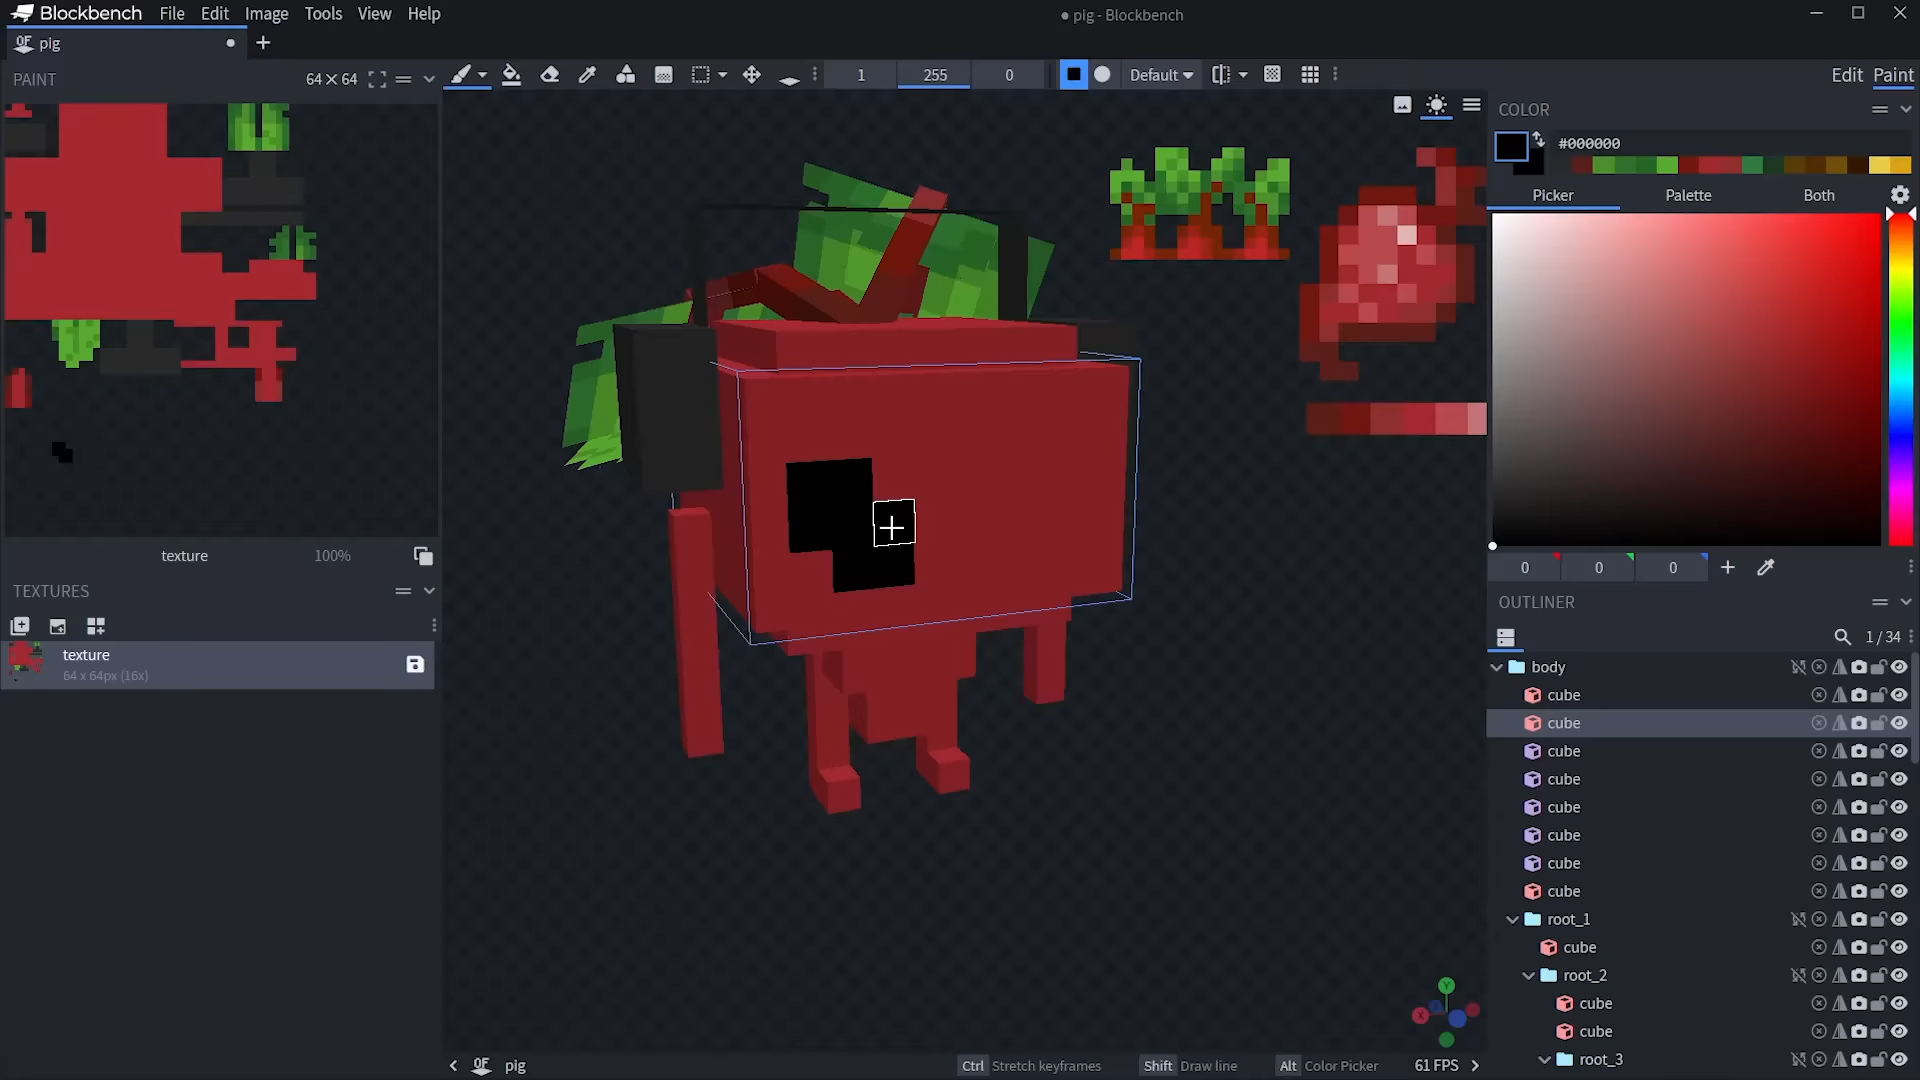 Blockbench File Edit Image Tools View Help
pig - Blockbench
pig
PAINT 64 × 64
1 255 0 Default Edit Paint
COLOR
#000000
Picker Palette Both
texture 100%
0 0 0
TEXTURES
texture
64 x 64px (16x)
OUTLINER
1 / 34
body
cube
cube
cube
cube
cube
cube
cube
cube
root_1
cube
root_2
cube
cube
root_3
Y
X
pig Ctrl Stretch keyframes Shift Draw line Alt Color Picker 61 FPS